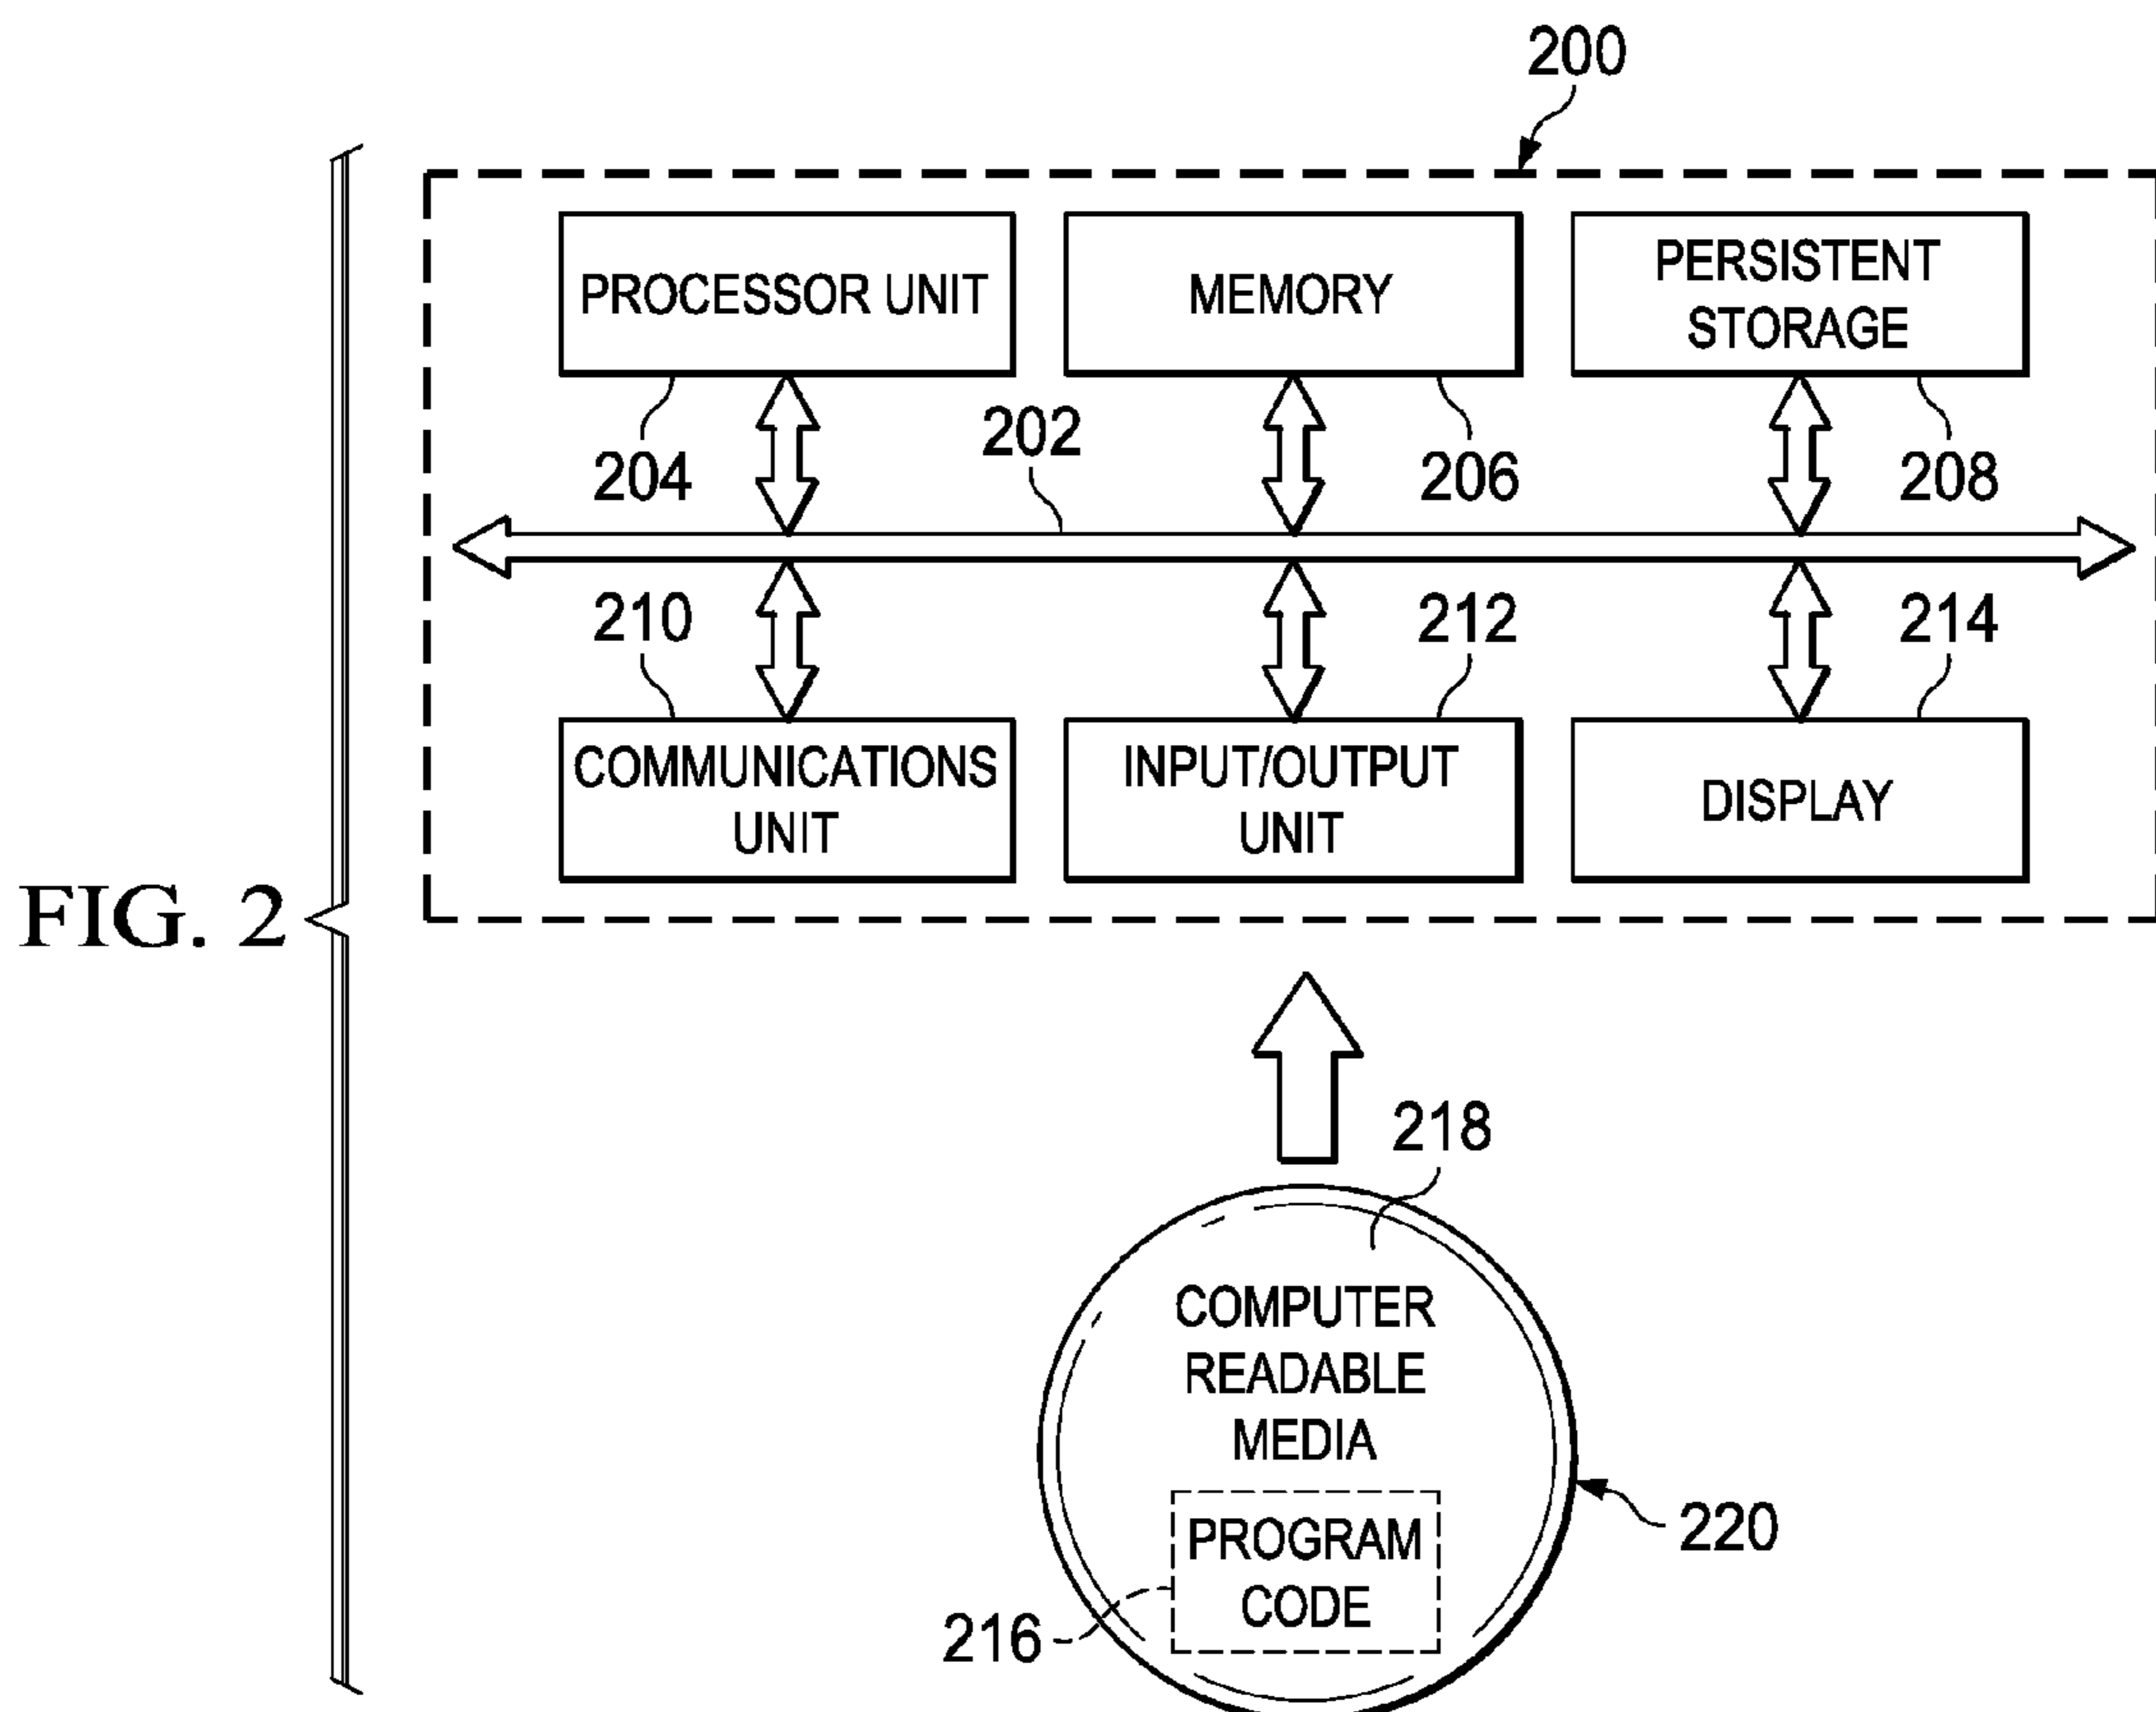 200
PROCESSOR UNIT
MEMORY
PERSISTENT
STORAGE
204
202
206
208
210
212
214
COMMUNICATIONS
UNIT
INPUT/OUTPUT
UNIT
DISPLAY
FIG. 2
218
COMPUTER
READABLE
MEDIA
PROGRAM
CODE
220
216